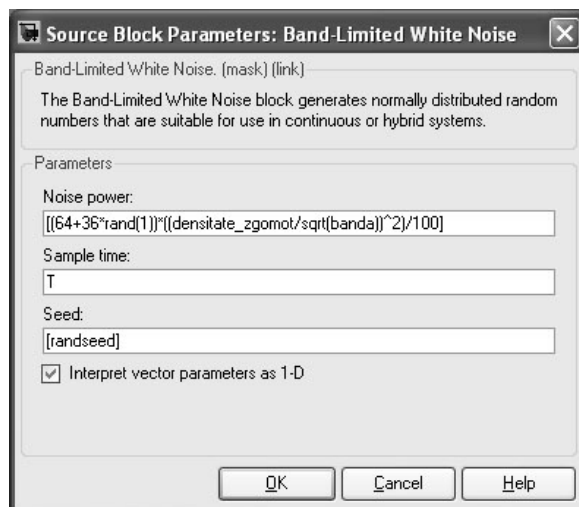 Source Block Parameters: Band-Limited White Noise
Band-Limited White Noise. (mask) (link)
The Band-Limited White Noise block generates normally distributed random
numbers that are suitable for use in continuous or hybrid systems.
Parameters
Noise power:
[((64+36*rand(1))*((densitate_zgomot/sqrt(banda))^2)/100]
Sample time:
T
Seed:
[randseed]
Interpret vector parameters as 1-D
OK Cancel Help